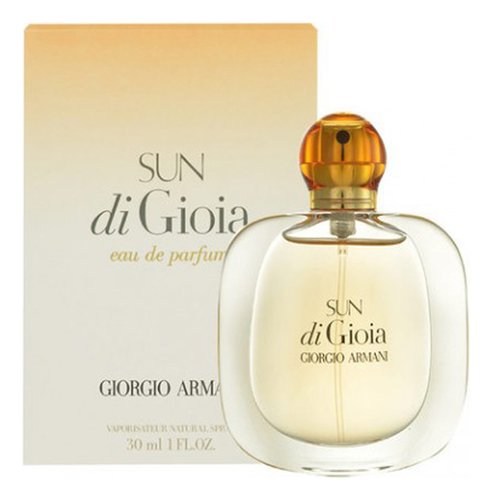 SUN
di Gioia
eau de parfum
GIORGIO ARMA
VAPORISATEUR NATURAL SPR
30 ml 1 FL.OZ.
SUN
di Gioia
GIORGIO ARMANI